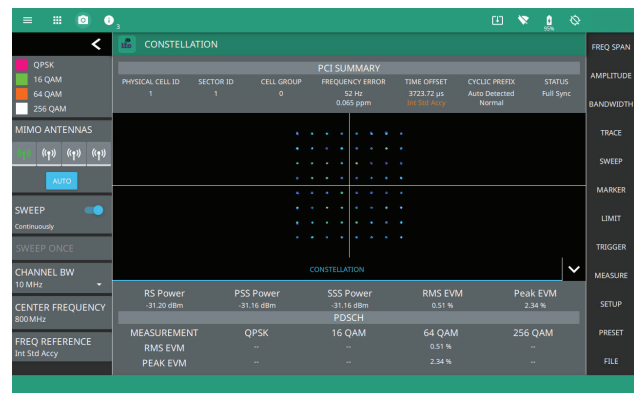 3
95%
CONSTELLATION
FREQ SPAN
AMPLITUDE
BANDWIDTH
TRACE
SWEEP
MARKER
LIMIT
TRIGGER
MEASURE
SETUP
PRESET
FILE
QPSK
16 QAM
64 QAM
256 QAM
MIMO ANTENNAS
AUTO
SWEEP
Continuously
SWEEP ONCE
CHANNEL BW
10 MHz
CENTER FREQUENCY
800 MHz
FREQ REFERENCE
Int Std Accy
PCI SUMMARY
PHYSICAL CELL ID SECTOR ID CELL GROUP FREQUENCY ERROR TIME OFFSET CYCLIC PREFIX STATUS
1 1 0 52 Hz 3723.72 µs Auto Detected Full Sync
0.065 ppm Int Std Accy Normal
CONSTELLATION
RS Power PSS Power SSS Power RMS EVM Peak EVM
-31.20 dBm -31.16 dBm -31.16 dBm 0.51 % 2.34 %
PDSCH
MEASUREMENT QPSK 16 QAM 64 QAM 256 QAM
RMS EVM -- -- 0.51 % --
PEAK EVM -- -- 2.34 % --